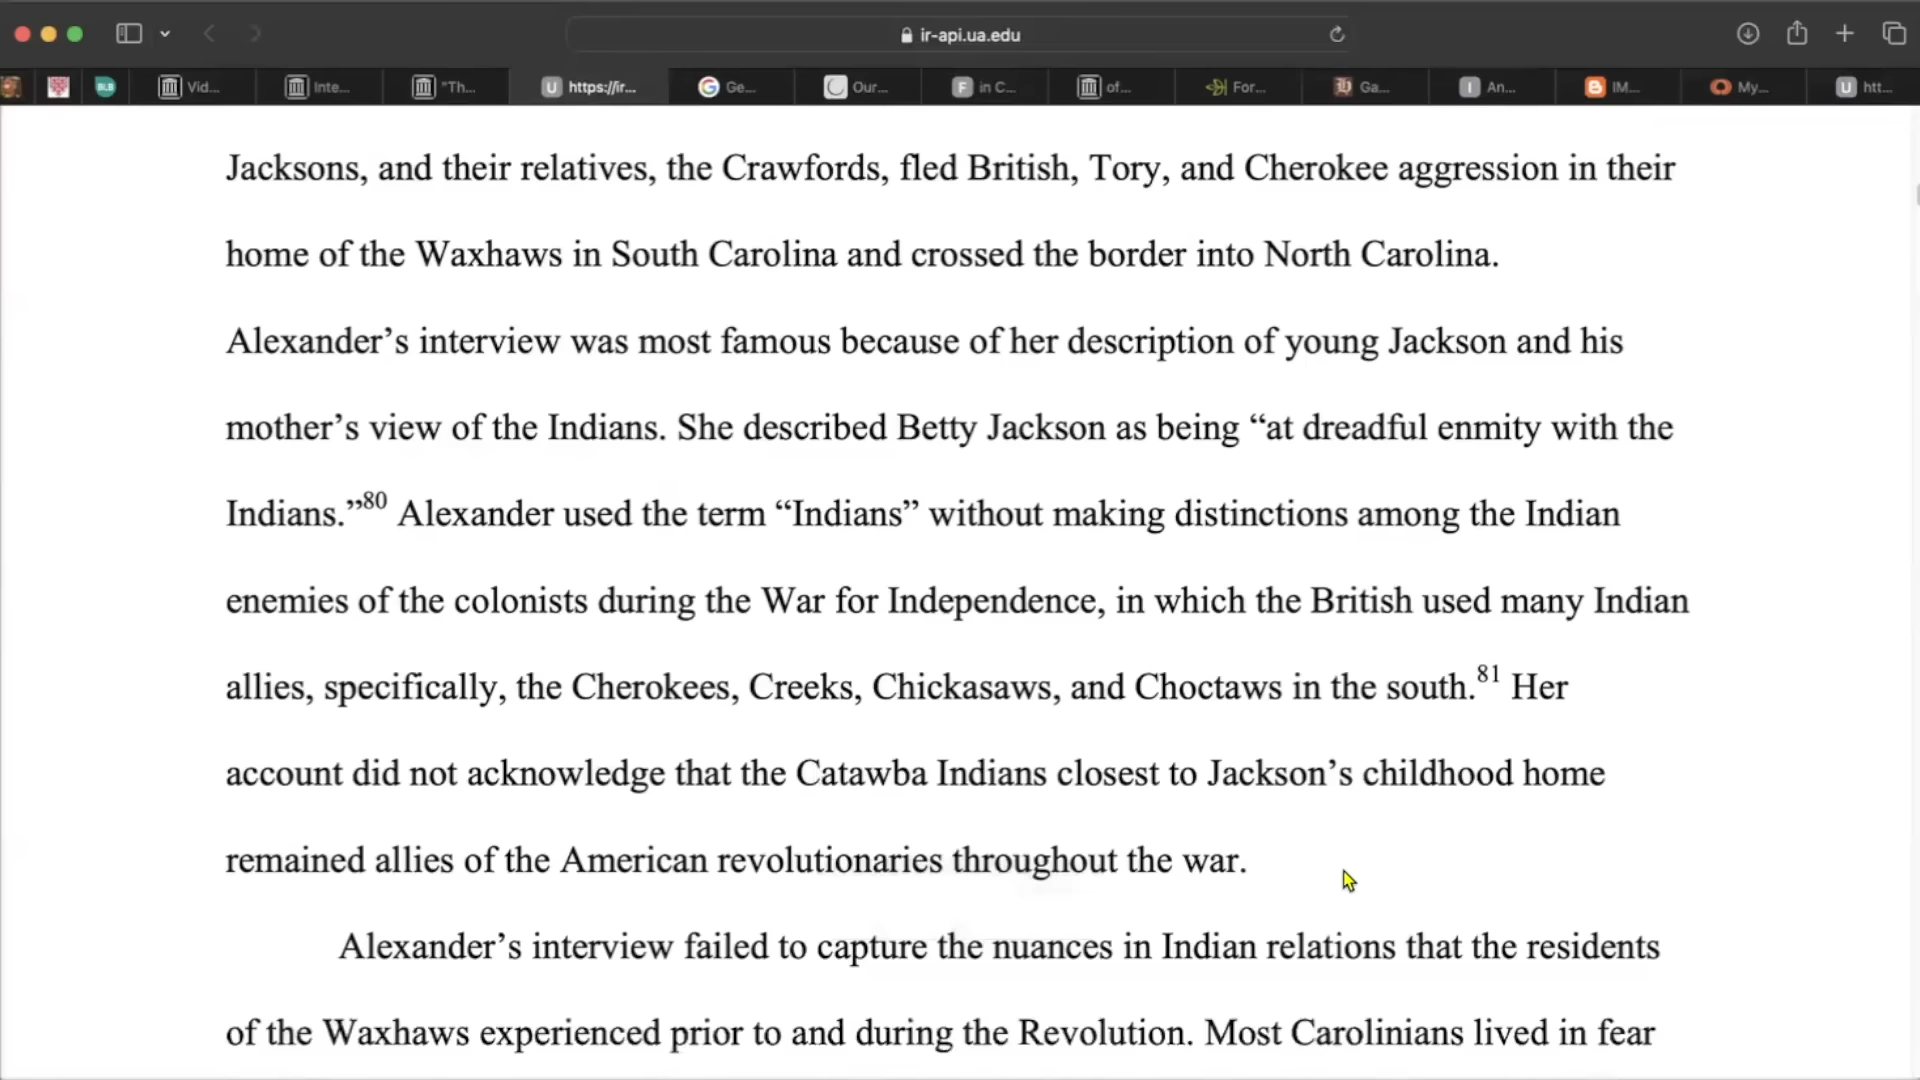 ir-api.ua.edu
BLB
Vid...
Inte...
"Th...
U https://ir...
G Ge...
Our...
F in C...
of...
For...
Ga...
I An...
IM...
My...
U htt...
Jacksons, and their relatives, the Crawfords, fled British, Tory, and Cherokee aggression in their
home of the Waxhaws in South Carolina and crossed the border into North Carolina.
Alexander’s interview was most famous because of her description of young Jackson and his
mother’s view of the Indians. She described Betty Jackson as being “at dreadful enmity with the
Indians.”80 Alexander used the term “Indians” without making distinctions among the Indian
enemies of the colonists during the War for Independence, in which the British used many Indian
allies, specifically, the Cherokees, Creeks, Chickasaws, and Choctaws in the south.81 Her
account did not acknowledge that the Catawba Indians closest to Jackson’s childhood home
remained allies of the American revolutionaries throughout the war.
Alexander’s interview failed to capture the nuances in Indian relations that the residents
of the Waxhaws experienced prior to and during the Revolution. Most Carolinians lived in fear